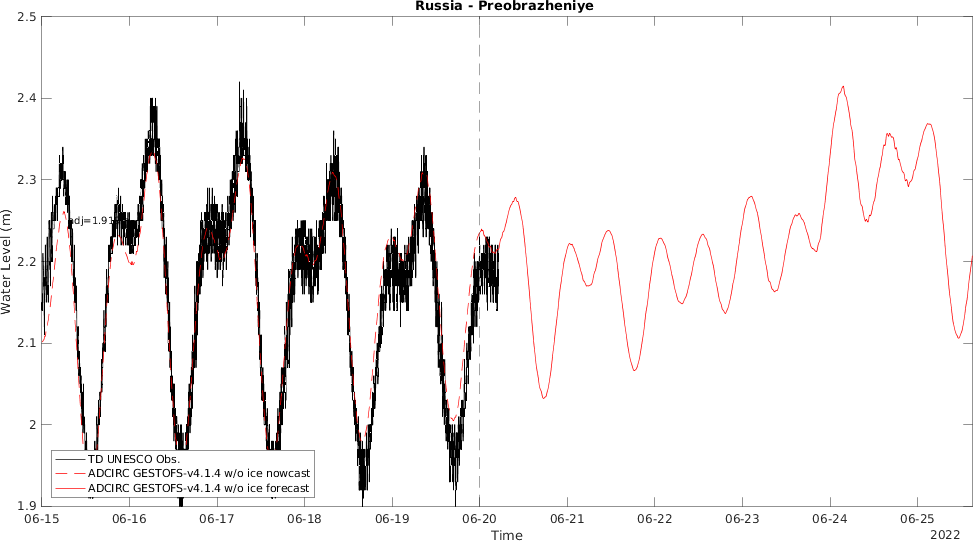 Russia - Preobrazheniye
2.5
2.4
2.3
2.2
2.1
2
1.9
Water Level (m)
adj=1.91
TD UNESCO Obs.
ADCIRC GESTOFS-v4.1.4 w/o ice nowcast
ADCIRC GESTOFS-v4.1.4 w/o ice forecast
06-15 06-16 06-17 06-18 06-19 06-20 06-21 06-22 06-23 06-24 06-25
Time
2022